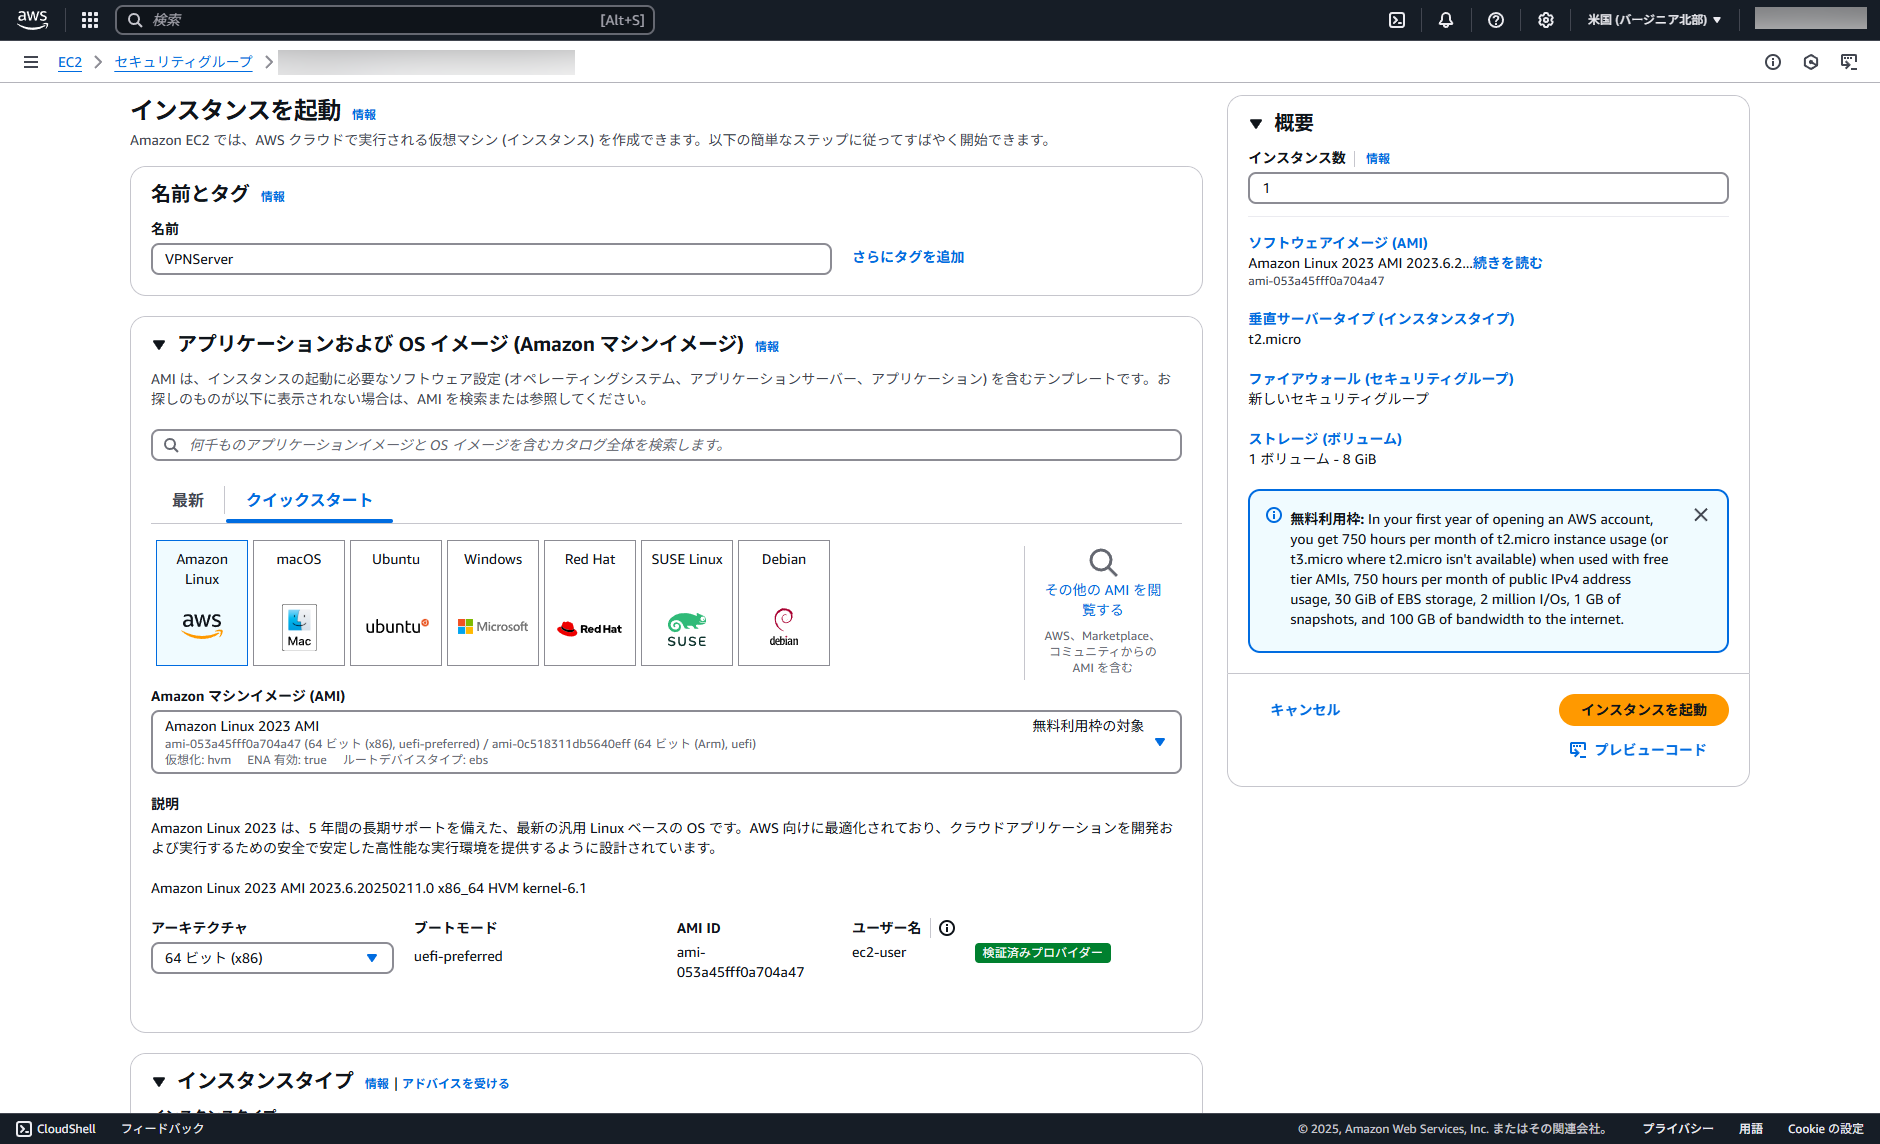 aws
検索 [Alt+S]
米国 (バージニア北部) ▼
EC2 > セキュリティグループ >
インスタンスを起動 情報
Amazon EC2 では、AWS クラウドで実行される仮想マシン (インスタンス) を作成できます。以下の簡単なステップに従ってすばやく開始できます。
名前とタグ 情報
名前
VPNServer
さらにタグを追加
▼ アプリケーションおよび OS イメージ (Amazon マシンイメージ) 情報
AMI は、インスタンスの起動に必要なソフトウェア設定 (オペレーティングシステム、アプリケーションサーバー、アプリケーション) を含むテンプレートです。お
探しのものが以下に表示されない場合は、AMI を検索または参照してください。
何千ものアプリケーションイメージと OS イメージを含むカタログ全体を検索します。
最新
クイックスタート
Amazon
Linux
aws
macOS
Mac
Ubuntu
ubuntu
Windows
Microsoft
Red Hat
Red Hat
SUSE Linux
SUSE
Debian
debian
その他の AMI を閲
覧する
AWS、Marketplace、
コミュニティからの
AMI を含む
Amazon マシンイメージ (AMI)
Amazon Linux 2023 AMI
無料利用枠の対象
ami-053a45fff0a704a47 (64 ビット (x86), uefi-preferred) / ami-0c518311db5640eff (64 ビット (Arm), uefi)
仮想化: hvm ENA 有効: true ルートデバイスタイプ: ebs
説明
Amazon Linux 2023 は、5 年間の長期サポートを備えた、最新の汎用 Linux ベースの OS です。AWS 向けに最適化されており、クラウドアプリケーションを開発お
よび実行するための安全で安定した高性能な実行環境を提供するように設計されています。
Amazon Linux 2023 AMI 2023.6.20250211.0 x86_64 HVM kernel-6.1
アーキテクチャ
64 ビット (x86)
ブートモード
uefi-preferred
AMI ID
ami-
053a45fff0a704a47
ユーザー名
ec2-user
検証済みプロバイダー
▼ インスタンスタイプ 情報 | アドバイスを受ける
インスタンスタイプ
▼ 概要
インスタンス数 情報
1
ソフトウェアイメージ (AMI)
Amazon Linux 2023 AMI 2023.6.2...続きを読む
ami-053a45fff0a704a47
垂直サーバータイプ (インスタンスタイプ)
t2.micro
ファイアウォール (セキュリティグループ)
新しいセキュリティグループ
ストレージ (ボリューム)
1 ボリューム - 8 GiB
無料利用枠: In your first year of opening an AWS account,
you get 750 hours per month of t2.micro instance usage (or
t3.micro where t2.micro isn't available) when used with free
tier AMIs, 750 hours per month of public IPv4 address
usage, 30 GiB of EBS storage, 2 million I/Os, 1 GB of
snapshots, and 100 GB of bandwidth to the internet.
キャンセル
インスタンスを起動
プレビューコード
CloudShell
フィードバック
© 2025, Amazon Web Services, Inc. またはその関連会社。
プライバシー
用語
Cookie の設定